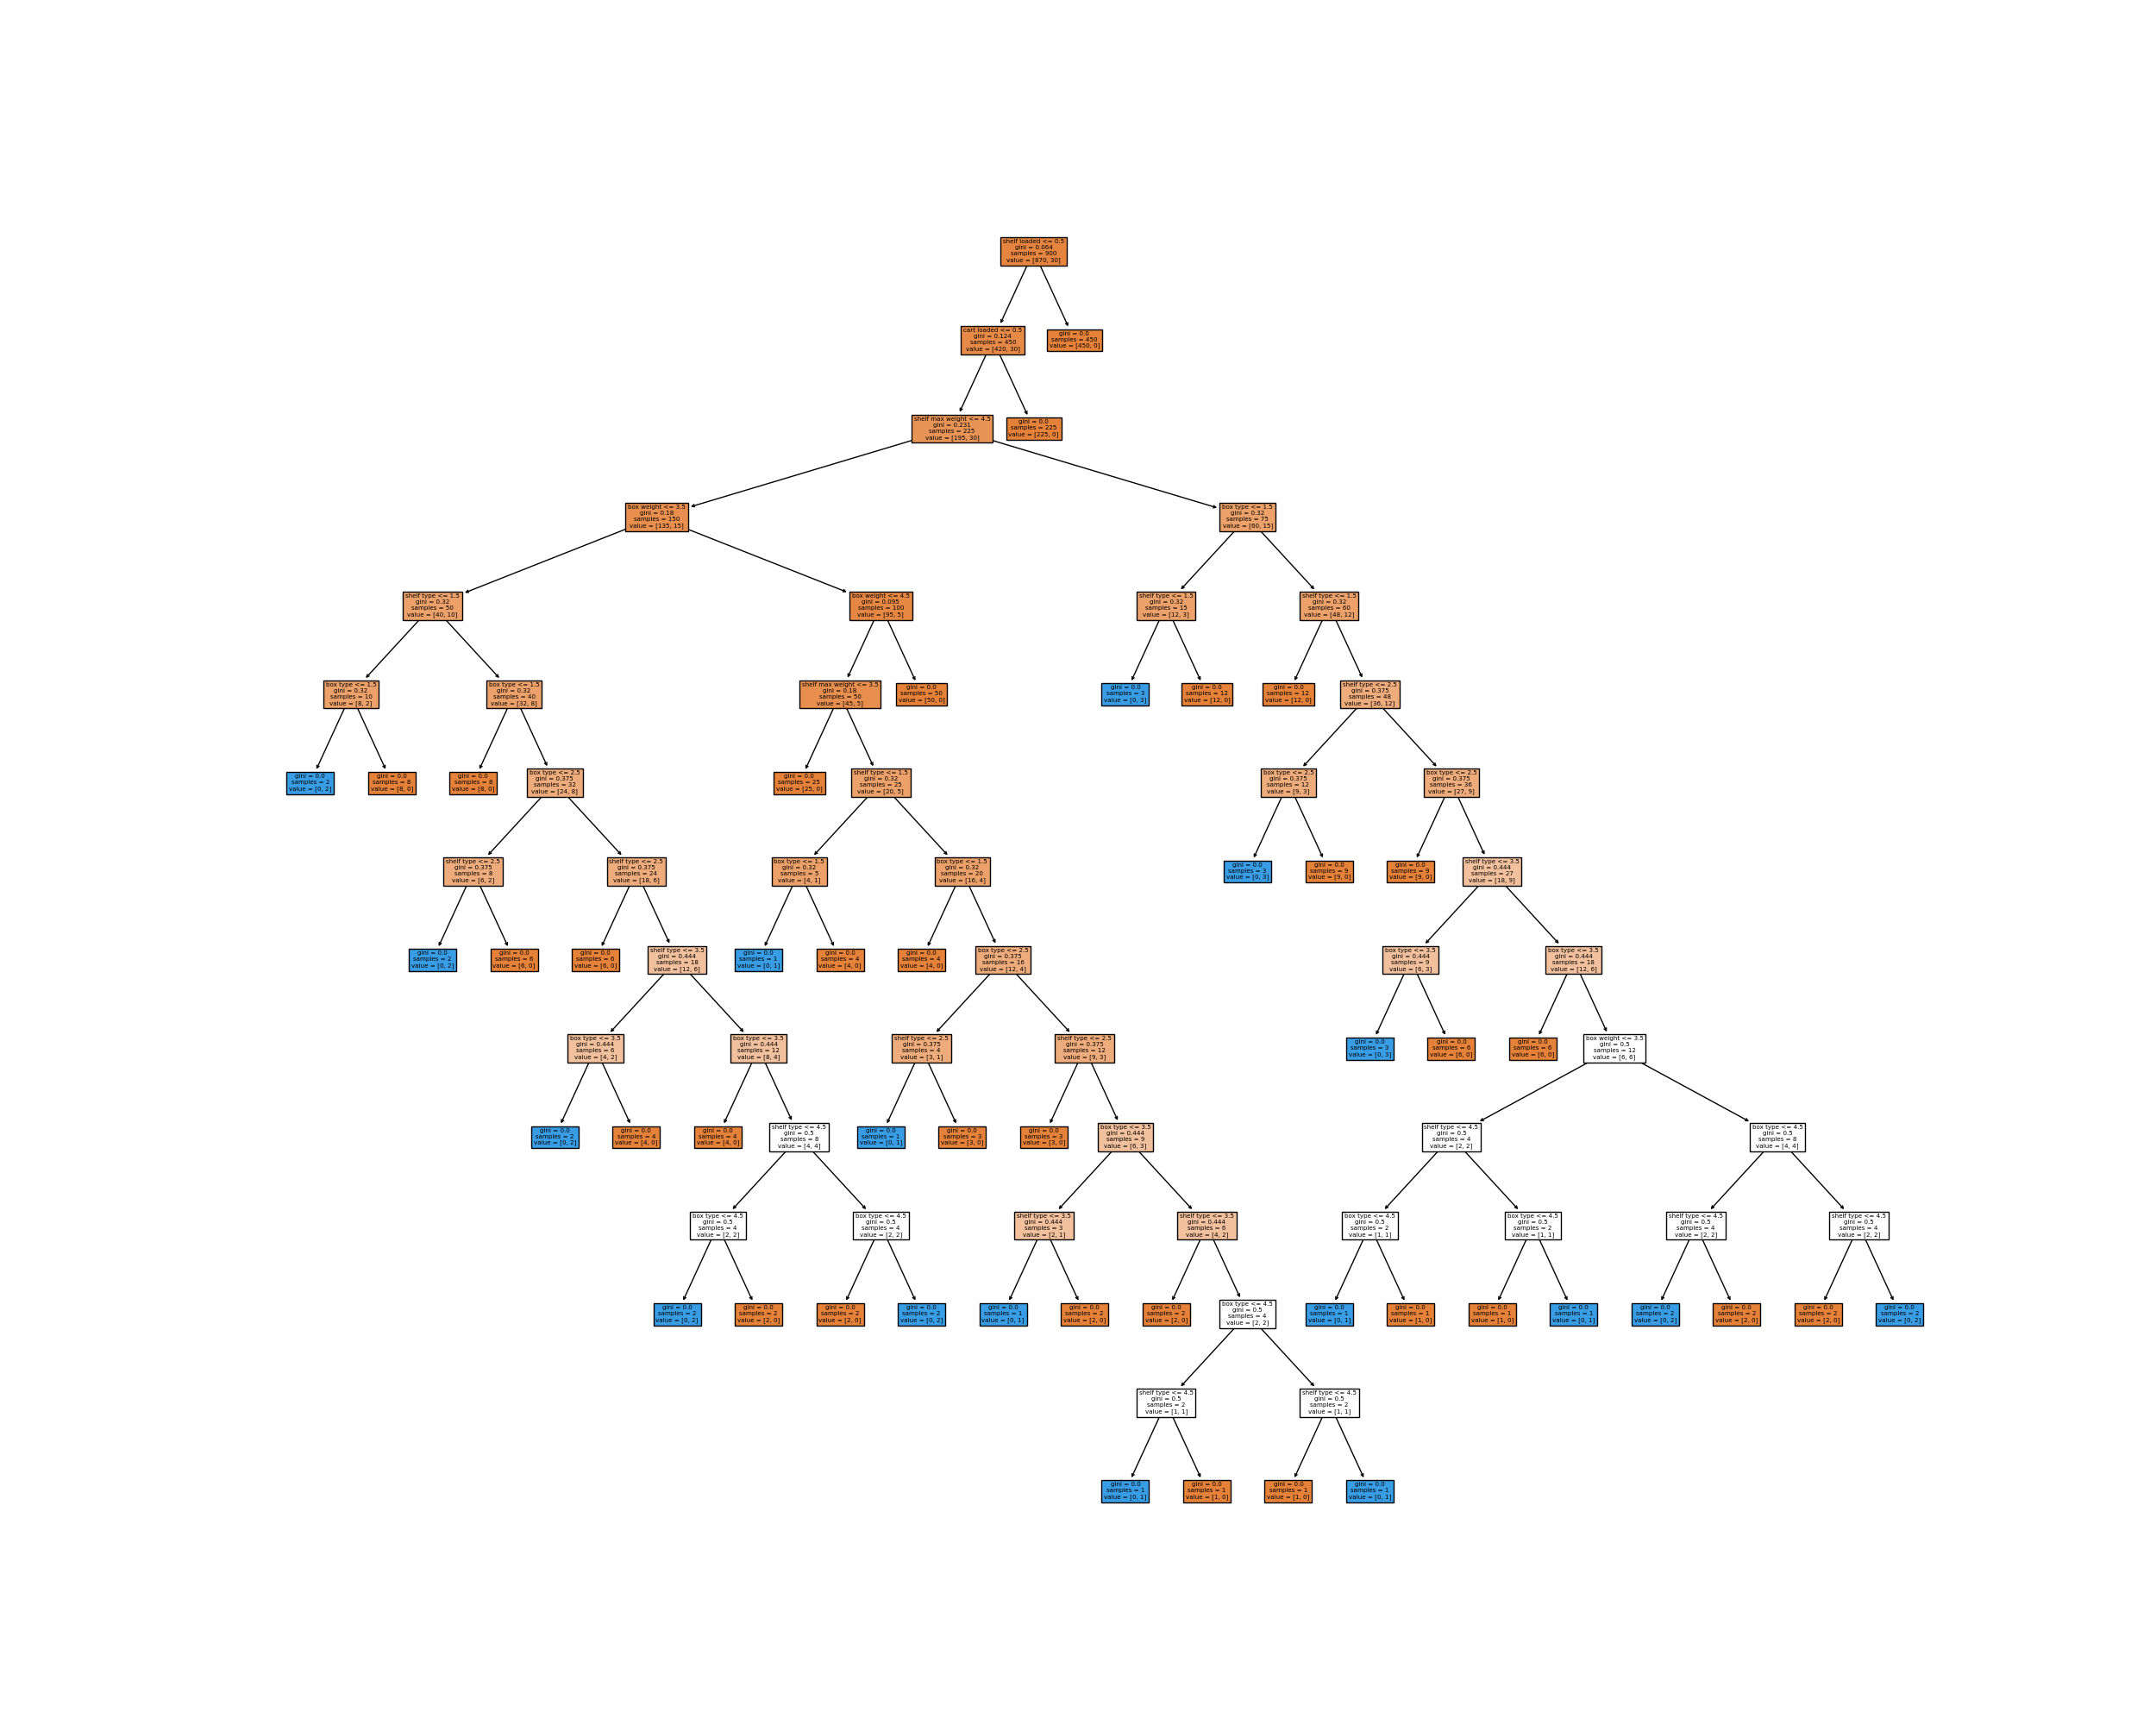 shelf loaded <= 0.5
gini = 0.064
samples = 900
value = [870, 30]
cart loaded <= 0.5
gini = 0.124
samples = 450
value = [420, 30]
gini = 0.0
samples = 450
value = [450, 0]
shelf max weight <= 4.5
gini = 0.231
samples = 225
value = [195, 30]
gini = 0.0
samples = 225
value = [225, 0]
box weight <= 3.5
gini = 0.18
samples = 150
value = [135, 15]
box type <= 1.5
gini = 0.32
samples = 75
value = [60, 15]
shelf type <= 1.5
gini = 0.32
samples = 50
value = [40, 10]
box weight <= 4.5
gini = 0.095
samples = 100
value = [95, 5]
shelf type <= 1.5
gini = 0.32
samples = 15
value = [12, 3]
shelf type <= 1.5
gini = 0.32
samples = 60
value = [48, 12]
box type <= 1.5
gini = 0.32
samples = 10
value = [8, 2]
box type <= 1.5
gini = 0.32
samples = 40
value = [32, 8]
shelf max weight <= 3.5
gini = 0.18
samples = 50
value = [45, 5]
gini = 0.0
samples = 50
value = [50, 0]
gini = 0.0
samples = 3
value = [0, 3]
gini = 0.0
samples = 12
value = [12, 0]
gini = 0.0
samples = 12
value = [12, 0]
shelf type <= 2.5
gini = 0.375
samples = 48
value = [36, 12]
gini = 0.0
samples = 2
value = [0, 2]
gini = 0.0
samples = 8
value = [8, 0]
gini = 0.0
samples = 8
value = [8, 0]
box type <= 2.5
gini = 0.375
samples = 32
value = [24, 8]
gini = 0.0
samples = 25
value = [25, 0]
shelf type <= 1.5
gini = 0.32
samples = 25
value = [20, 5]
box type <= 2.5
gini = 0.375
samples = 12
value = [9, 3]
box type <= 2.5
gini = 0.375
samples = 36
value = [27, 9]
shelf type <= 2.5
gini = 0.375
samples = 8
value = [6, 2]
shelf type <= 2.5
gini = 0.375
samples = 24
value = [18, 6]
box type <= 1.5
gini = 0.32
samples = 5
value = [4, 1]
box type <= 1.5
gini = 0.32
samples = 20
value = [16, 4]
gini = 0.0
samples = 3
value = [0, 3]
gini = 0.0
samples = 9
value = [9, 0]
gini = 0.0
samples = 9
value = [9, 0]
shelf type <= 3.5
gini = 0.444
samples = 27
value = [18, 9]
gini = 0.0
samples = 2
value = [0, 2]
gini = 0.0
samples = 6
value = [6, 0]
gini = 0.0
samples = 6
value = [6, 0]
shelf type <= 3.5
gini = 0.444
samples = 18
value = [12, 6]
gini = 0.0
samples = 1
value = [0, 1]
gini = 0.0
samples = 4
value = [4, 0]
gini = 0.0
samples = 4
value = [4, 0]
box type <= 2.5
gini = 0.375
samples = 16
value = [12, 4]
box type <= 3.5
gini = 0.444
samples = 9
value = [6, 3]
box type <= 3.5
gini = 0.444
samples = 18
value = [12, 6]
box type <= 3.5
gini = 0.444
samples = 6
value = [4, 2]
box type <= 3.5
gini = 0.444
samples = 12
value = [8, 4]
shelf type <= 2.5
gini = 0.375
samples = 4
value = [3, 1]
shelf type <= 2.5
gini = 0.375
samples = 12
value = [9, 3]
gini = 0.0
samples = 3
value = [0, 3]
gini = 0.0
samples = 6
value = [6, 0]
gini = 0.0
samples = 6
value = [6, 0]
box weight <= 3.5
gini = 0.5
samples = 12
value = [6, 6]
gini = 0.0
samples = 2
value = [0, 2]
gini = 0.0
samples = 4
value = [4, 0]
gini = 0.0
samples = 4
value = [4, 0]
shelf type <= 4.5
gini = 0.5
samples = 8
value = [4, 4]
gini = 0.0
samples = 1
value = [0, 1]
gini = 0.0
samples = 3
value = [3, 0]
gini = 0.0
samples = 3
value = [3, 0]
box type <= 3.5
gini = 0.444
samples = 9
value = [6, 3]
shelf type <= 4.5
gini = 0.5
samples = 4
value = [2, 2]
box type <= 4.5
gini = 0.5
samples = 8
value = [4, 4]
box type <= 4.5
gini = 0.5
samples = 4
value = [2, 2]
box type <= 4.5
gini = 0.5
samples = 4
value = [2, 2]
shelf type <= 3.5
gini = 0.444
samples = 3
value = [2, 1]
shelf type <= 3.5
gini = 0.444
samples = 6
value = [4, 2]
box type <= 4.5
gini = 0.5
samples = 2
value = [1, 1]
box type <= 4.5
gini = 0.5
samples = 2
value = [1, 1]
shelf type <= 4.5
gini = 0.5
samples = 4
value = [2, 2]
shelf type <= 4.5
gini = 0.5
samples = 4
value = [2, 2]
gini = 0.0
samples = 2
value = [0, 2]
gini = 0.0
samples = 2
value = [2, 0]
gini = 0.0
samples = 2
value = [2, 0]
gini = 0.0
samples = 2
value = [0, 2]
gini = 0.0
samples = 1
value = [0, 1]
gini = 0.0
samples = 2
value = [2, 0]
gini = 0.0
samples = 2
value = [2, 0]
box type <= 4.5
gini = 0.5
samples = 4
value = [2, 2]
gini = 0.0
samples = 1
value = [0, 1]
gini = 0.0
samples = 1
value = [1, 0]
gini = 0.0
samples = 1
value = [1, 0]
gini = 0.0
samples = 1
value = [0, 1]
gini = 0.0
samples = 2
value = [0, 2]
gini = 0.0
samples = 2
value = [2, 0]
gini = 0.0
samples = 2
value = [2, 0]
gini = 0.0
samples = 2
value = [0, 2]
shelf type <= 4.5
gini = 0.5
samples = 2
value = [1, 1]
shelf type <= 4.5
gini = 0.5
samples = 2
value = [1, 1]
gini = 0.0
samples = 1
value = [0, 1]
gini = 0.0
samples = 1
value = [1, 0]
gini = 0.0
samples = 1
value = [1, 0]
gini = 0.0
samples = 1
value = [0, 1]